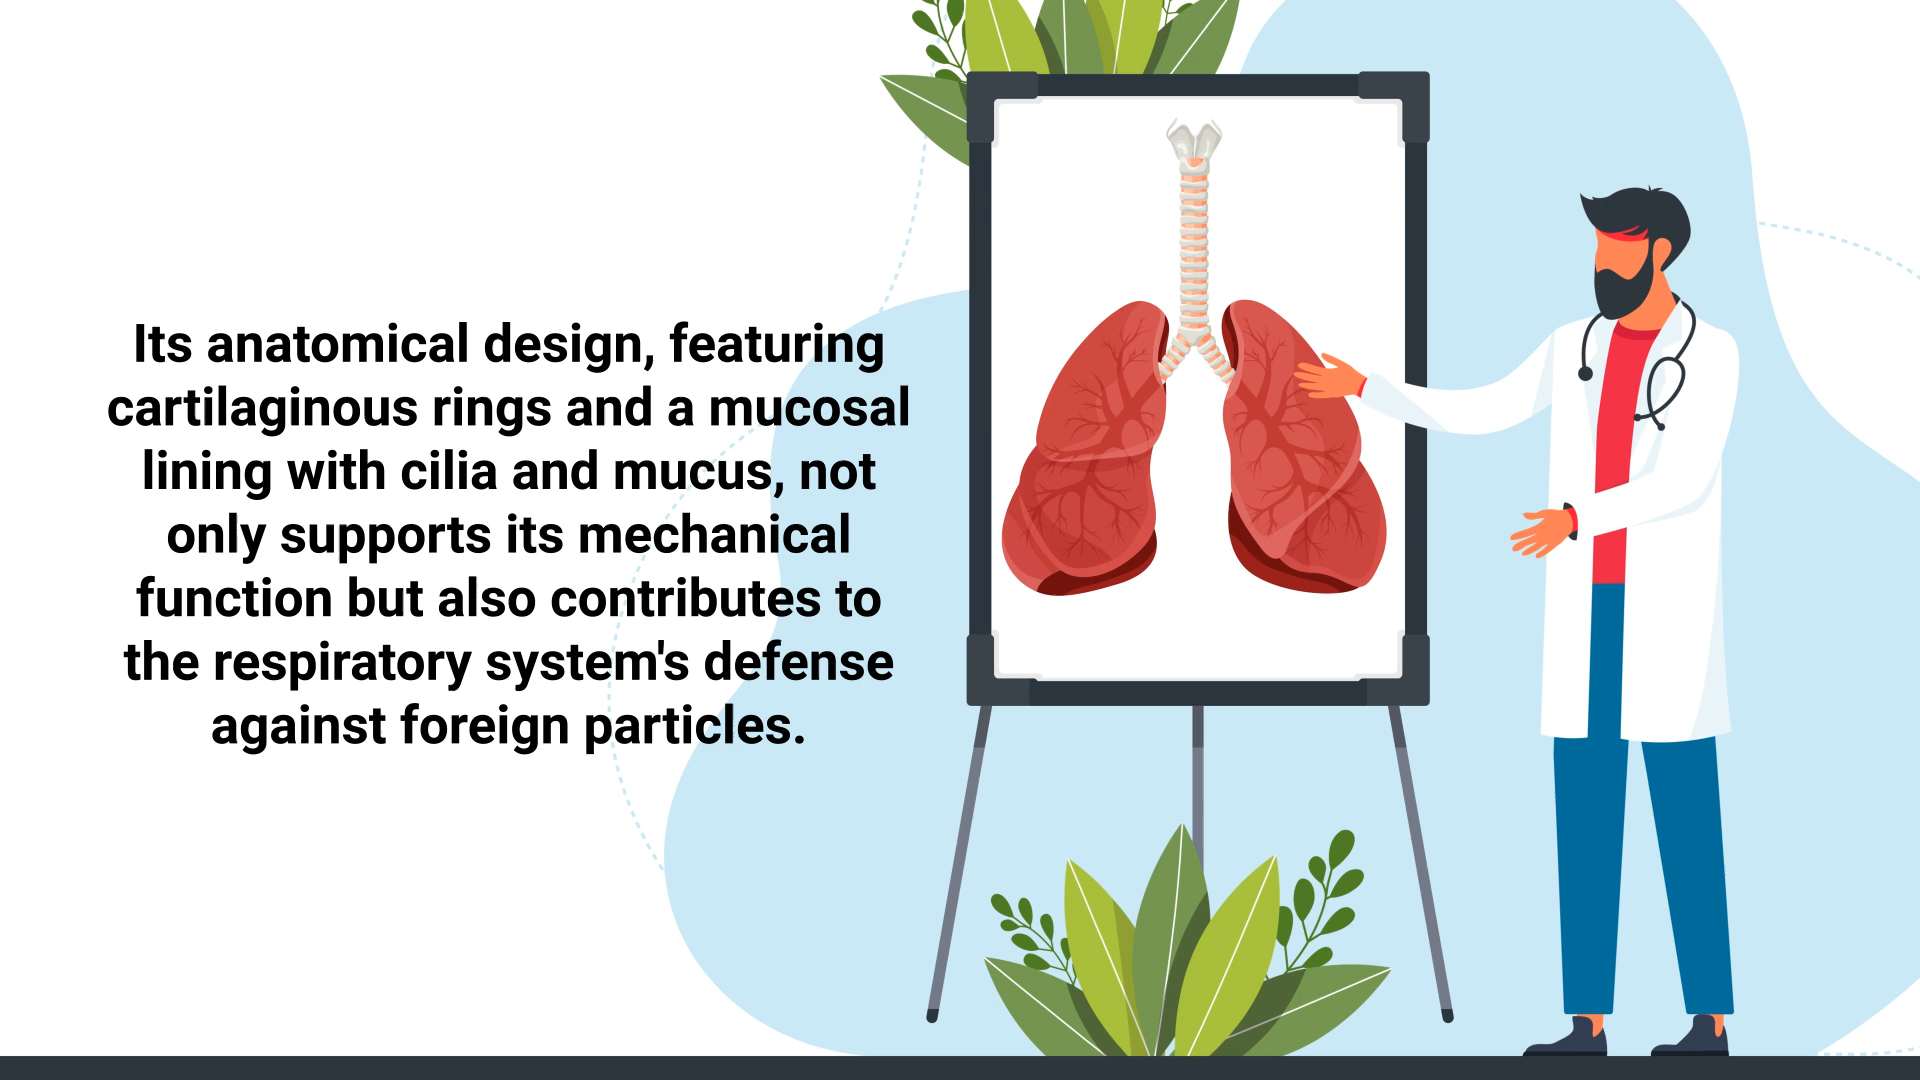 Its anatomical design, featuring
cartilaginous rings and a mucosal
lining with cilia and mucus, not
only supports its mechanical
function but also contributes to
the respiratory system's defense
against foreign particles.